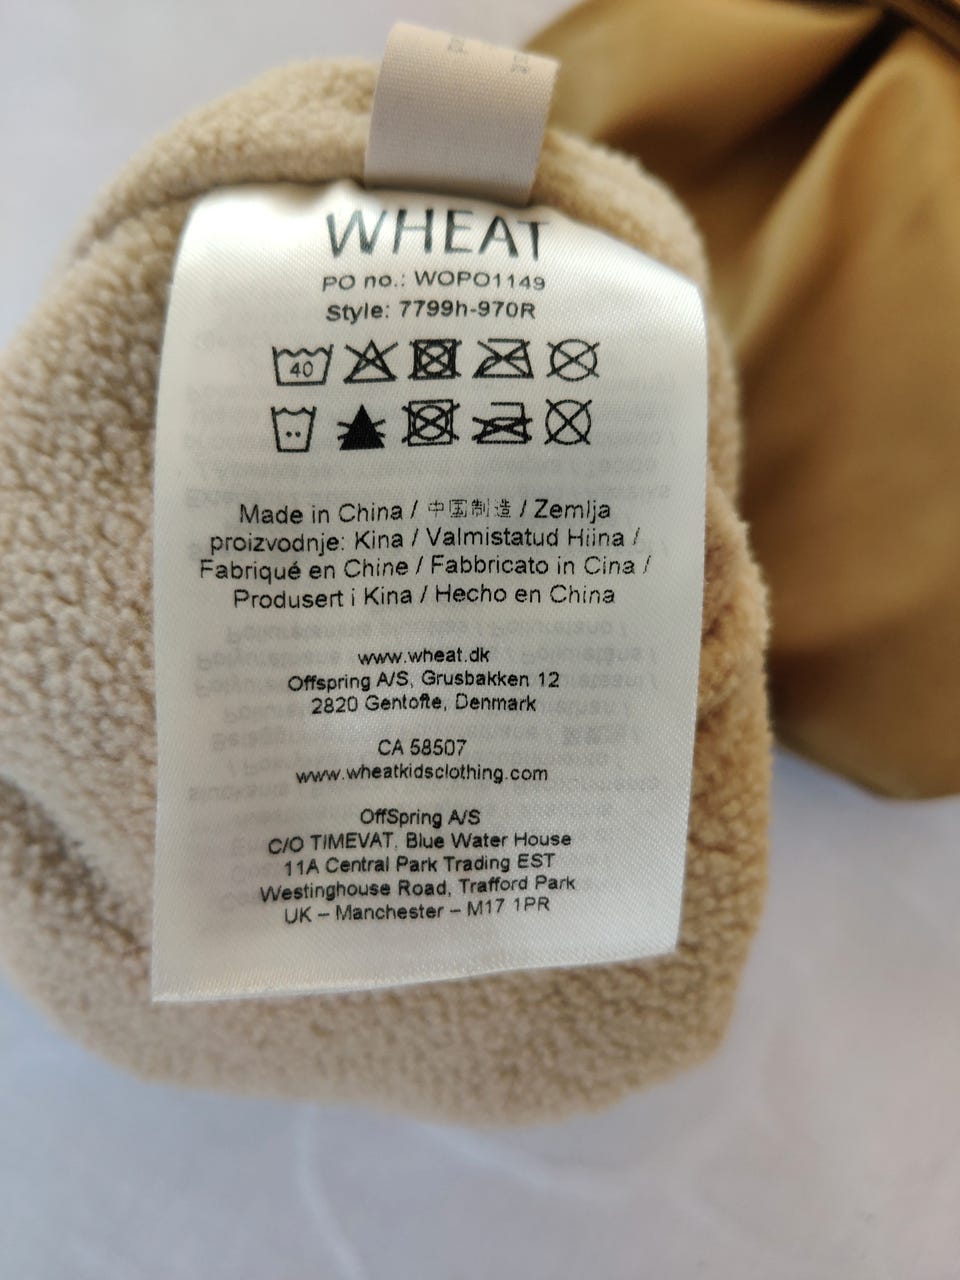 WHEAT
PO no.: WOPO1149
Style: 7799h-970R
40
Made in China / 中国制造 / Zemlja
proizvodnje: Kina / Valmistatud Hiina /
Fabriqué en Chine / Fabbricato in Cina /
Produsert i Kina / Hecho en China
www.wheat.dk
Offspring A/S, Grusbakken 12
2820 Gentofte, Denmark
CA 58507
www.wheatkidsclothing.com
OffSpring A/S
C/O TIMEVAT, Blue Water House
11A Central Park Trading EST
Westinghouse Road, Trafford Park
UK – Manchester – M17 1PR